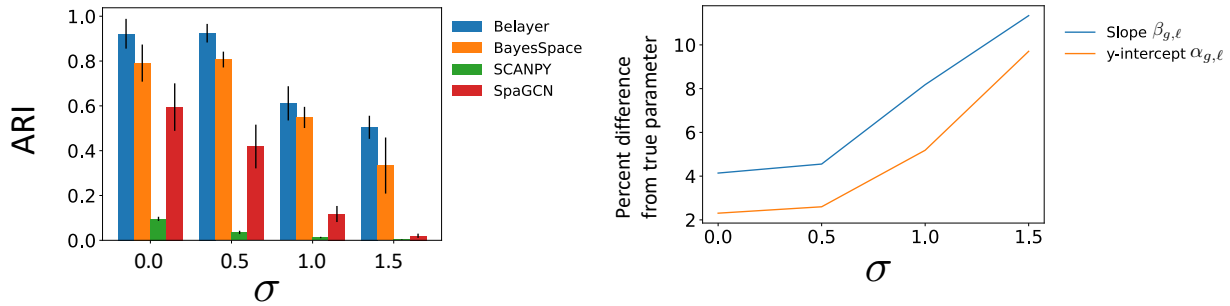 1.0
0.8
0.6
0.4
0.2
0.0
ARI
0.0 0.5 1.0 1.5
σ
Belayer
BayesSpace
SCANPY
SpaGCN
Percent difference
from true parameter
10
8
6
4
2
0.0 0.5 1.0 1.5
σ
Slope β_{g,ℓ}
y-intercept α_{g,ℓ}